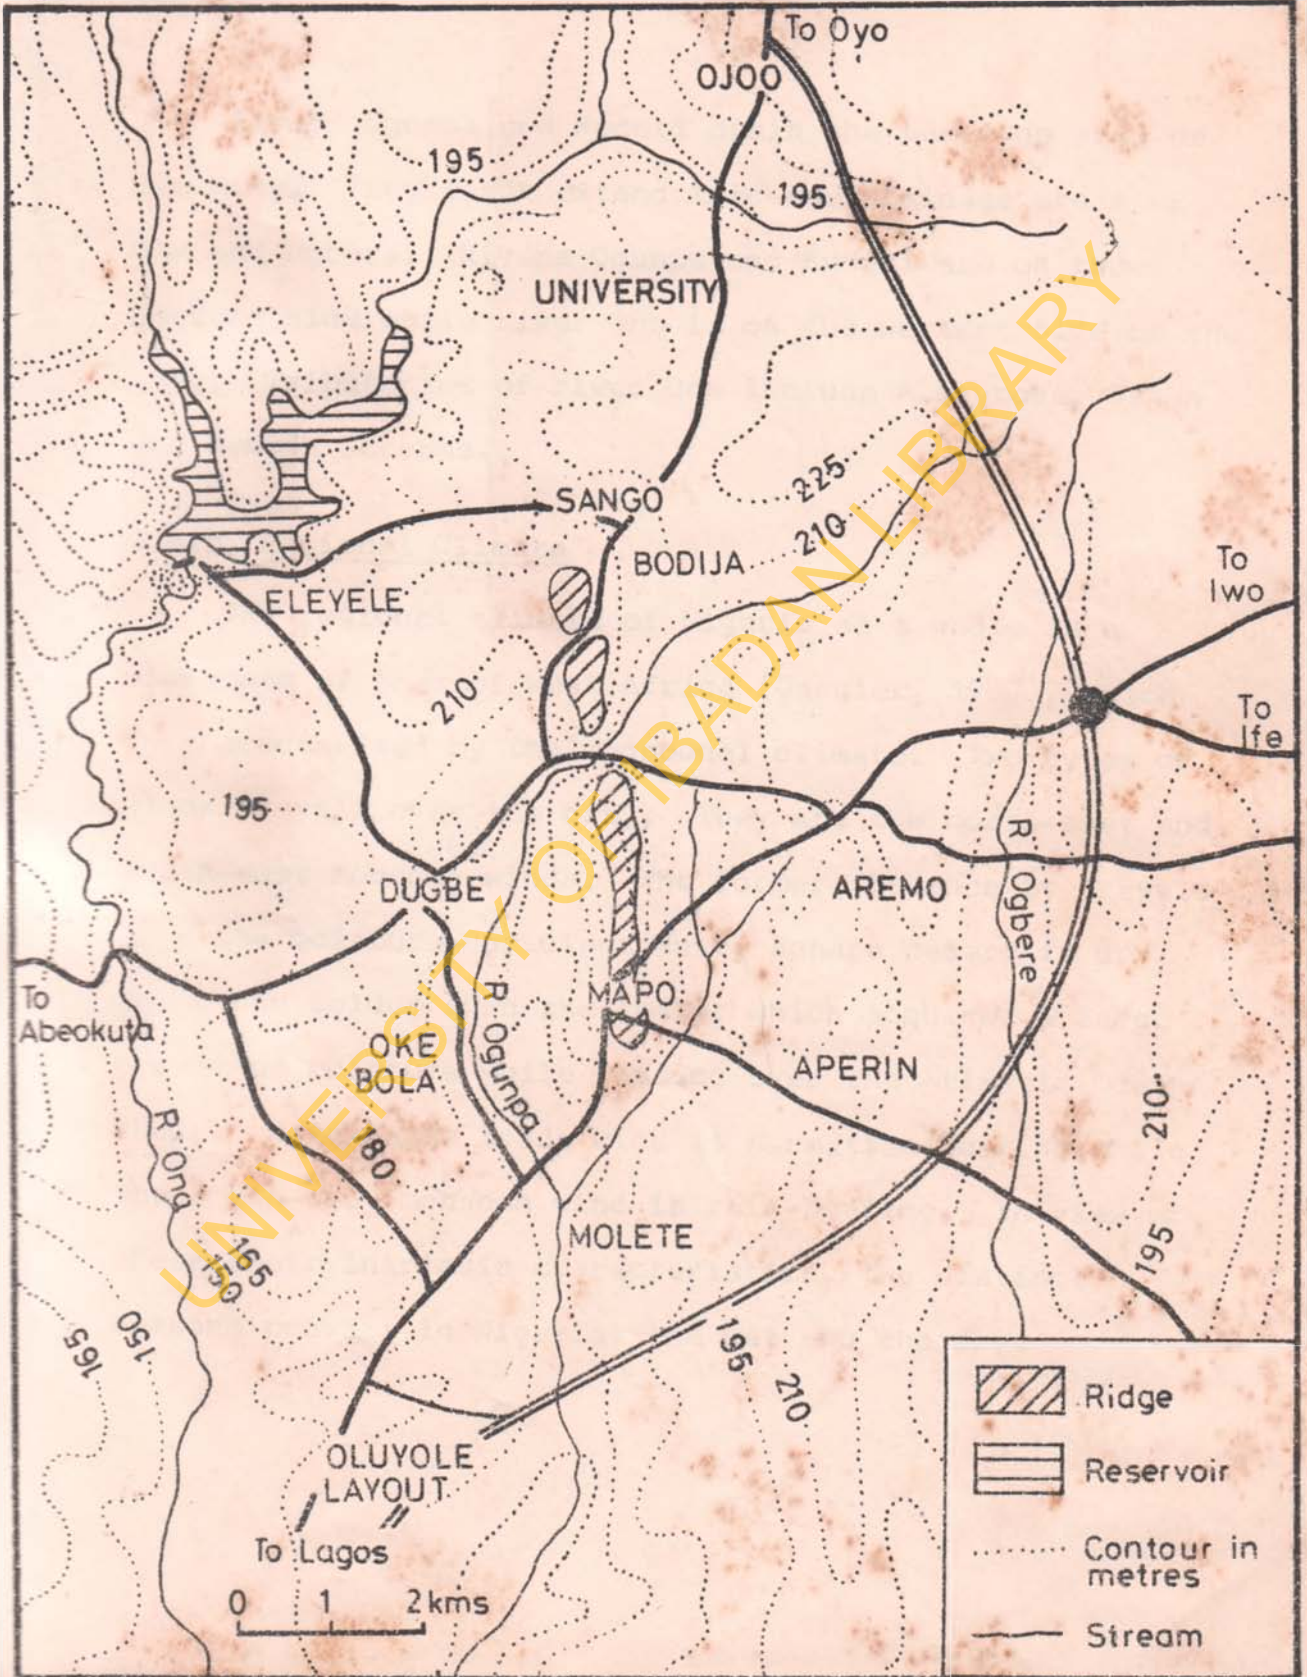 To Oyo
OJOO
195
195
UNIVERSITY
225
SANGO
210
BODIJA
To
Iwo
ELEYELE
210
To
Ife
195
DUGBE
AREMO
R Ogbere
MAPO
To
Abeokuta
R Ogunpa
OKE
BOLA
APERIN
210
180
R Ona
MOLETE
195
165
150
150
165
195
210
Ridge
OLUYOLE
LAYOUT
Reservoir
To Lagos
Contour in
metres
0 1 2 kms
Stream
UNIVERSITY OF IBADAN LIBRARY